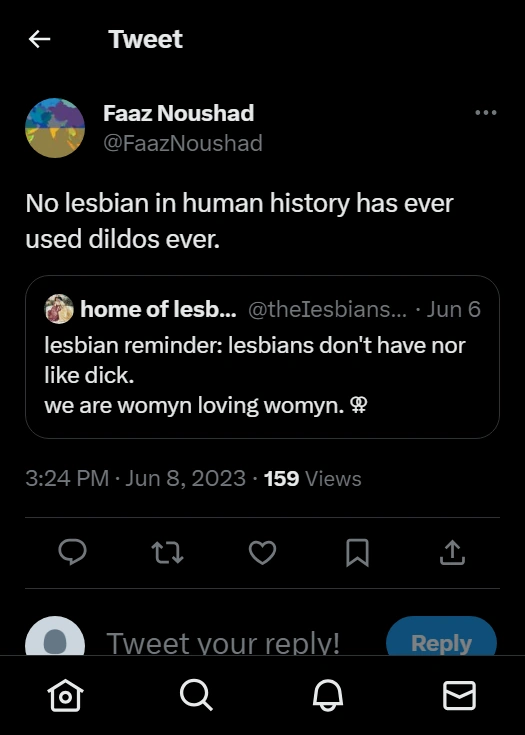 Tweet
Faaz Noushad
@FaazNoushad
No lesbian in human history has ever
used dildos ever.
home of lesb... @theIesbians... · Jun 6
lesbian reminder: lesbians don't have nor
like dick.
we are womyn loving womyn. ⚢
3:24 PM · Jun 8, 2023 · 159 Views
Tweet your reply!
Reply